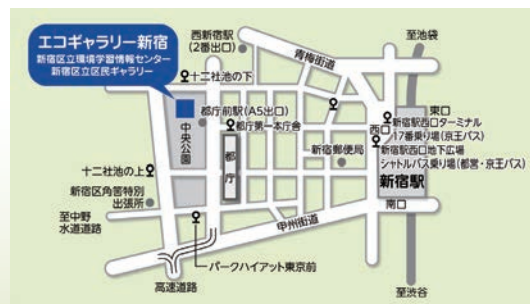 エコギャラリー新宿
新宿区立環境学習情報センター
新宿区立区民ギャラリー
西新宿駅
(2番出口)
青梅街道
至池袋
十二社池の下
都庁前駅(A5出口)
都庁第一本庁舎
中央公園
都庁
新宿郵便局
東口
西口
新宿駅西口ターミナル
17番乗り場(京王バス)
新宿駅西口地下広場
シャトルバス乗り場(都営・京王バス)
新宿駅
南口
十二社池の上
新宿区角筈特別
出張所
至中野
水道道路
甲州街道
パークハイアット東京前
高速道路
至渋谷